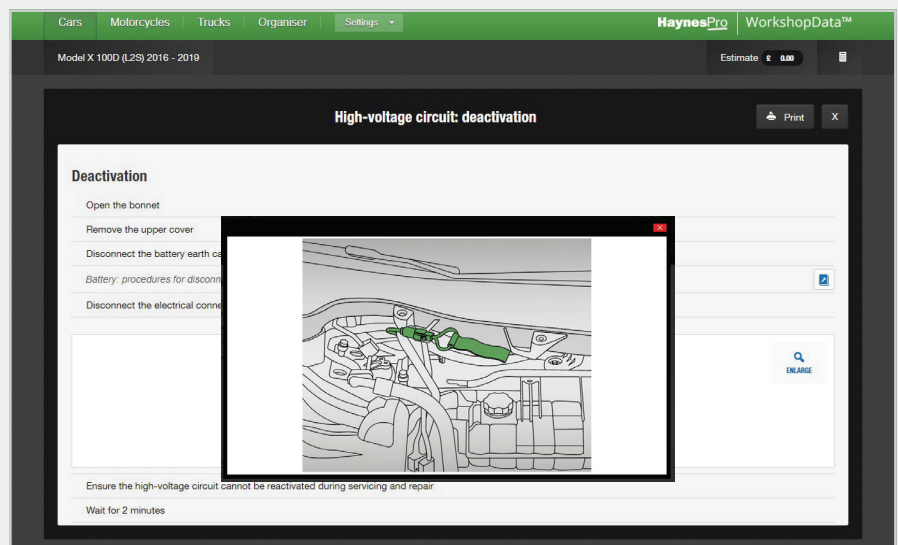 Cars Motorcycles Trucks Organiser Settings HaynesPro WorkshopData™
Model X 100D (L2S) 2016 - 2019 Estimate £ 0.00
High-voltage circuit: deactivation Print X
Deactivation
Open the bonnet
Remove the upper cover
Disconnect the battery earth ca
Battery: procedures for disconn
Disconnect the electrical conne
ENLARGE
Ensure the high-voltage circuit cannot be reactivated during servicing and repair
Wait for 2 minutes